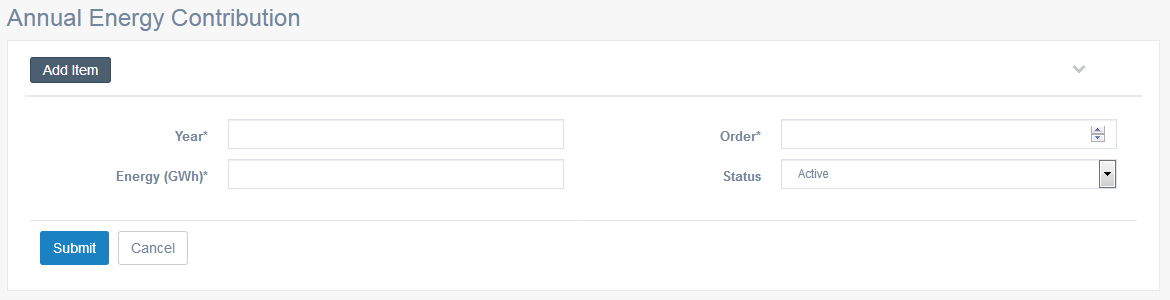 Annual Energy Contribution
Add Item
Year*
Order*
Energy (GWh)*
Status Active
Submit Cancel